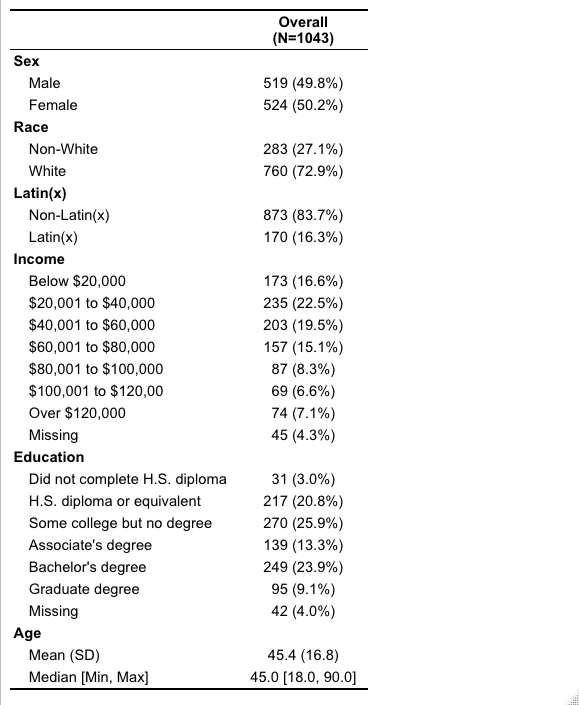 Overall
(N=1043)
Sex
Male 519 (49.8%)
Female 524 (50.2%)
Race
Non-White 283 (27.1%)
White 760 (72.9%)
Latin(x)
Non-Latin(x) 873 (83.7%)
Latin(x) 170 (16.3%)
Income
Below $20,000 173 (16.6%)
$20,001 to $40,000 235 (22.5%)
$40,001 to $60,000 203 (19.5%)
$60,001 to $80,000 157 (15.1%)
$80,001 to $100,000 87 (8.3%)
$100,001 to $120,00 69 (6.6%)
Over $120,000 74 (7.1%)
Missing 45 (4.3%)
Education
Did not complete H.S. diploma 31 (3.0%)
H.S. diploma or equivalent 217 (20.8%)
Some college but no degree 270 (25.9%)
Associate's degree 139 (13.3%)
Bachelor's degree 249 (23.9%)
Graduate degree 95 (9.1%)
Missing 42 (4.0%)
Age
Mean (SD) 45.4 (16.8)
Median [Min, Max] 45.0 [18.0, 90.0]